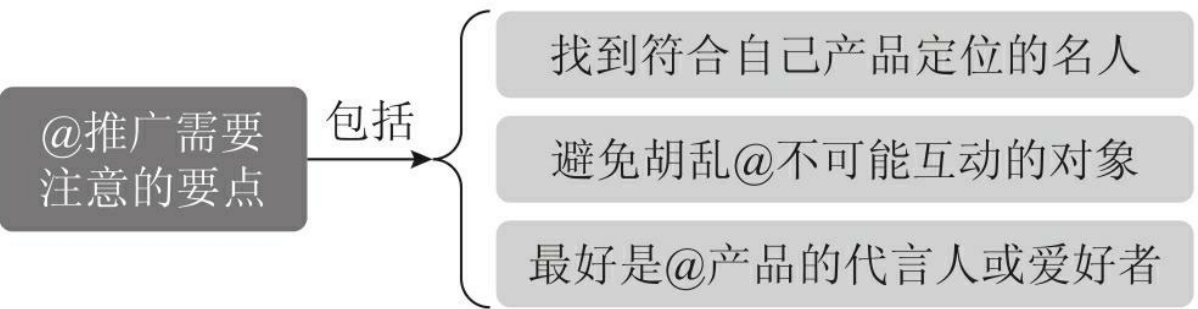 @推广需要
注意的要点
包括
找到符合自己产品定位的名人
避免胡乱@不可能互动的对象
最好是@产品的代言人或爱好者